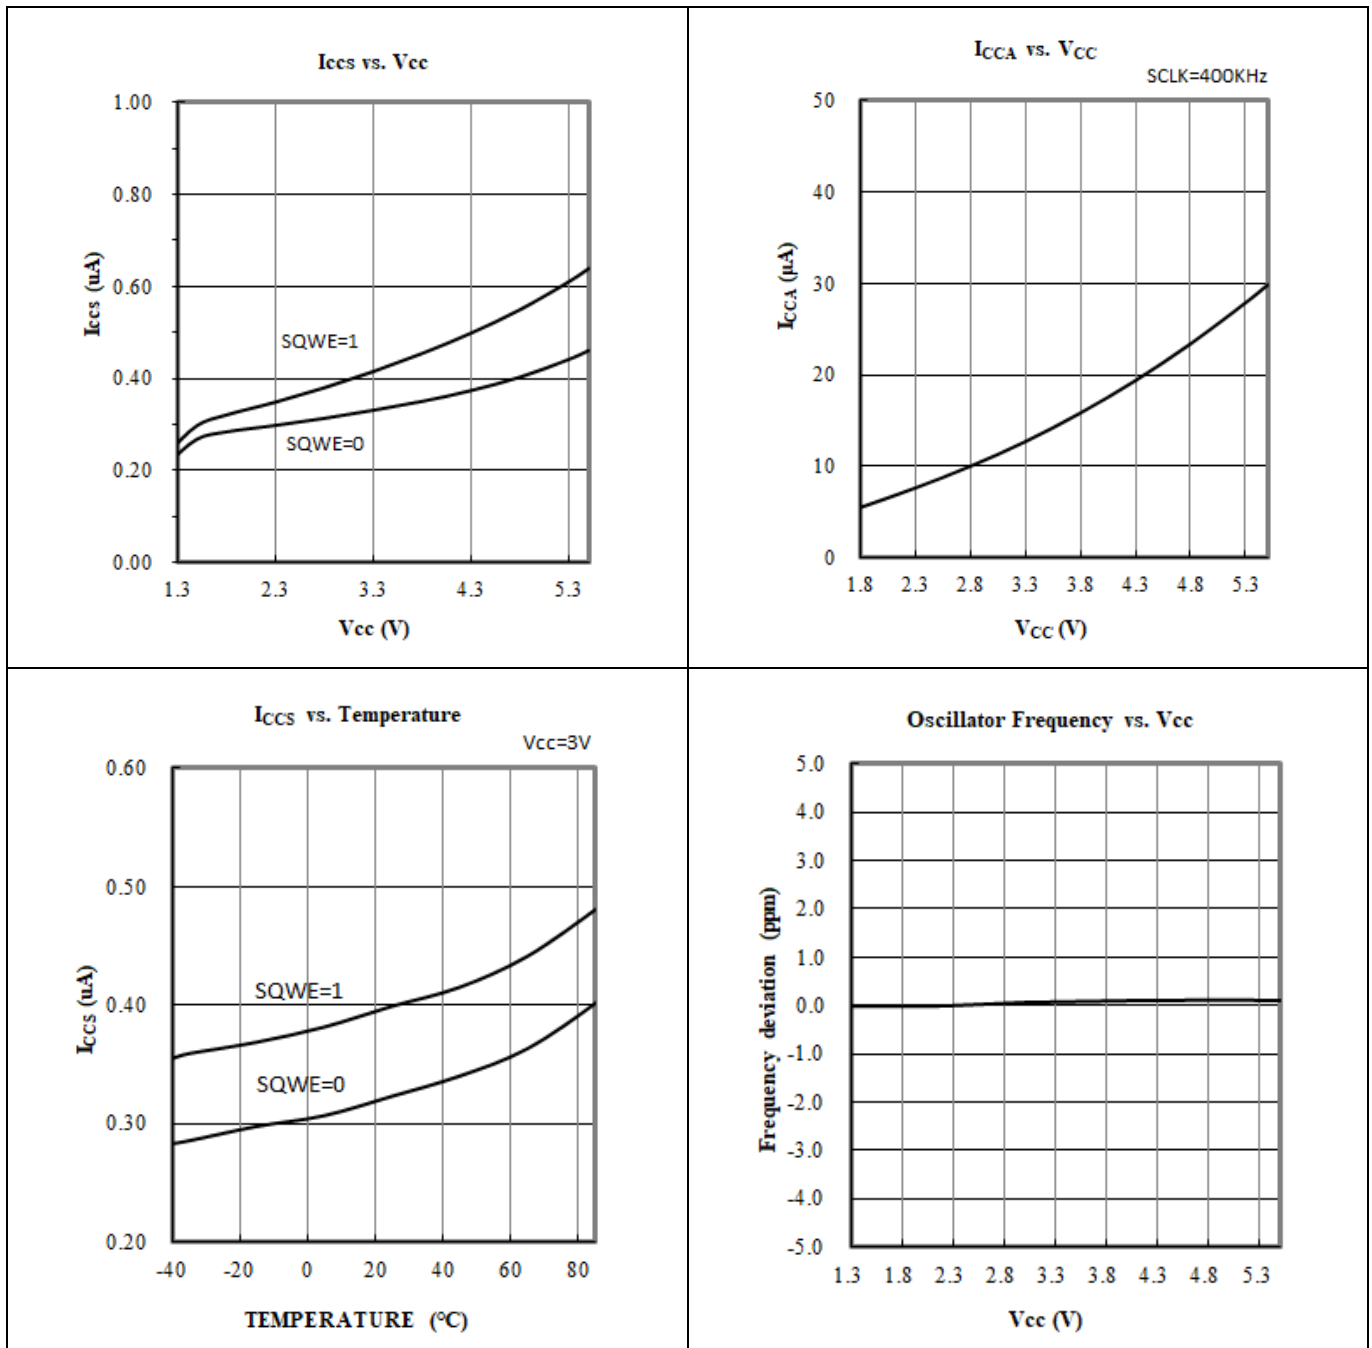 Iccs vs. Vcc
1.00
0.80
0.60
0.40
0.20
0.00
Iccs (uA)
SQWE=1
SQWE=0
1.3 2.3 3.3 4.3 5.3
Vcc (V)
ICCA vs. VCC
SCLK=400KHz
50
40
30
20
10
0
ICCA (µA)
1.8 2.3 2.8 3.3 3.8 4.3 4.8 5.3
VCC (V)
ICCS vs. Temperature
Vcc=3V
0.60
0.50
0.40
0.30
0.20
ICCS (uA)
SQWE=1
SQWE=0
-40 -20 0 20 40 60 80
TEMPERATURE (℃)
Oscillator Frequency vs. Vcc
5.0
4.0
3.0
2.0
1.0
0.0
-1.0
-2.0
-3.0
-4.0
-5.0
Frequency deviation (ppm)
1.3 1.8 2.3 2.8 3.3 3.8 4.3 4.8 5.3
Vcc (V)